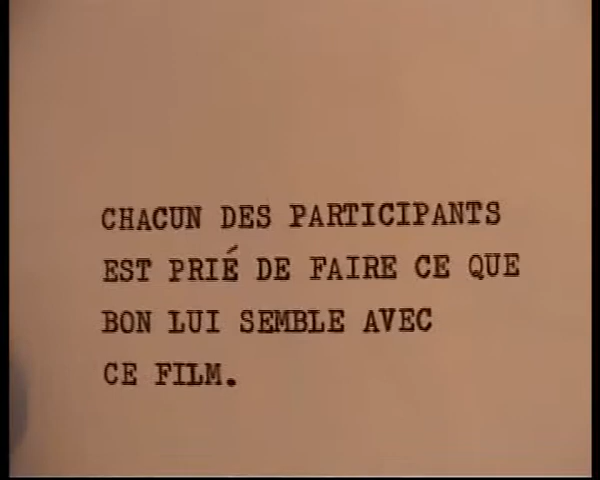 CHACUN DES PARTICIPANTS
EST PRIÉ DE FAIRE CE QUE
BON LUI SEMBLE AVEC
CE FILM.